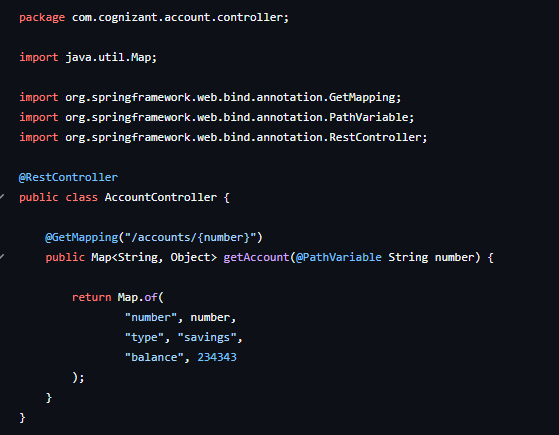 package com.cognizant.account.controller;
import java.util.Map;
import org.springframework.web.bind.annotation.GetMapping;
import org.springframework.web.bind.annotation.PathVariable;
import org.springframework.web.bind.annotation.RestController;
@RestController
public class AccountController {
@GetMapping("/accounts/{number}")
public Map<String, Object> getAccount(@PathVariable String number) {
return Map.of(
"number", number,
"type", "savings",
"balance", 234343
);
}
}